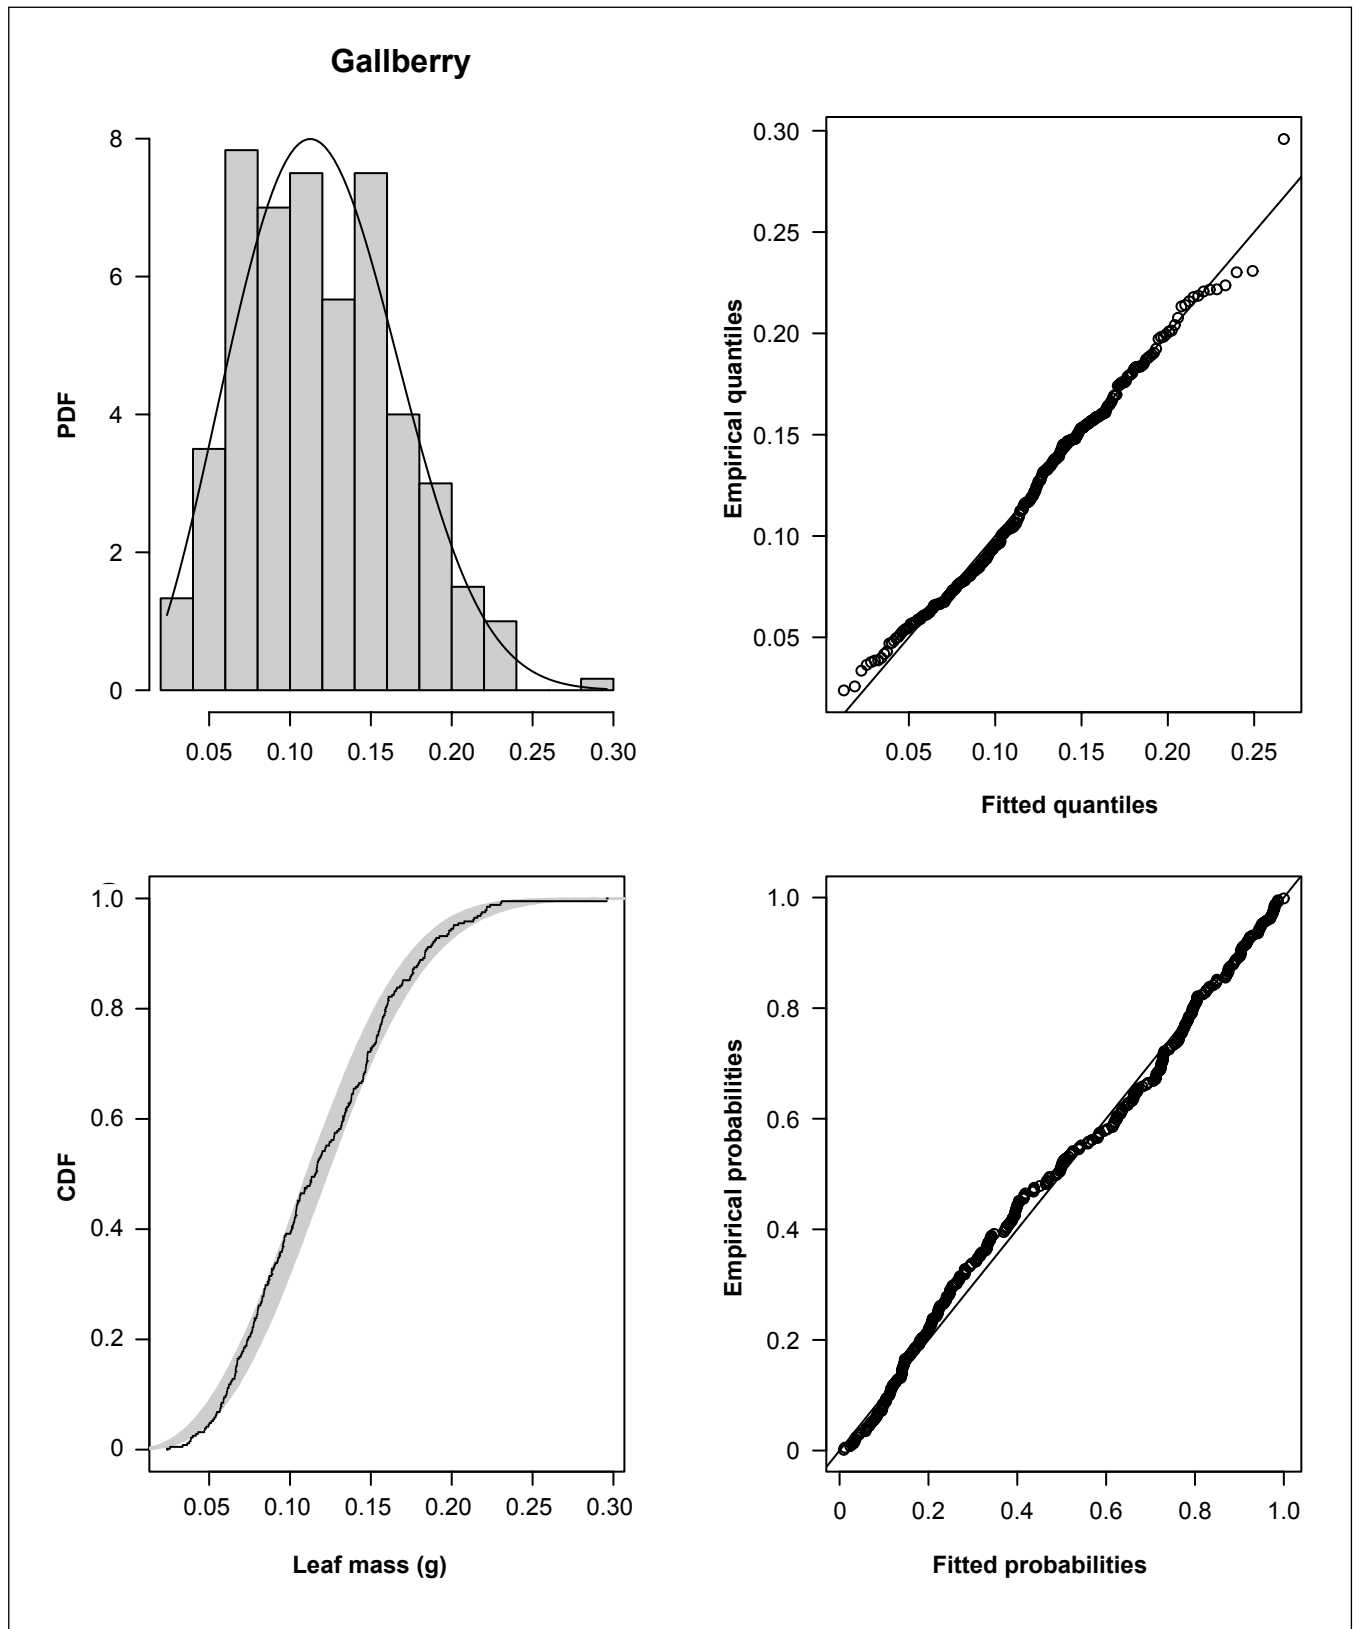 Gallberry
PDF
8
6
4
2
0
0.05 0.10 0.15 0.20 0.25 0.30
Empirical quantiles
0.30
0.25
0.20
0.15
0.10
0.05
0.05 0.10 0.15 0.20 0.25
Fitted quantiles
CDF
1.0
0.8
0.6
0.4
0.2
0
0.05 0.10 0.15 0.20 0.25 0.30
Leaf mass (g)
Empirical probabilities
1.0
0.8
0.6
0.4
0.2
0
0 0.2 0.4 0.6 0.8 1.0
Fitted probabilities